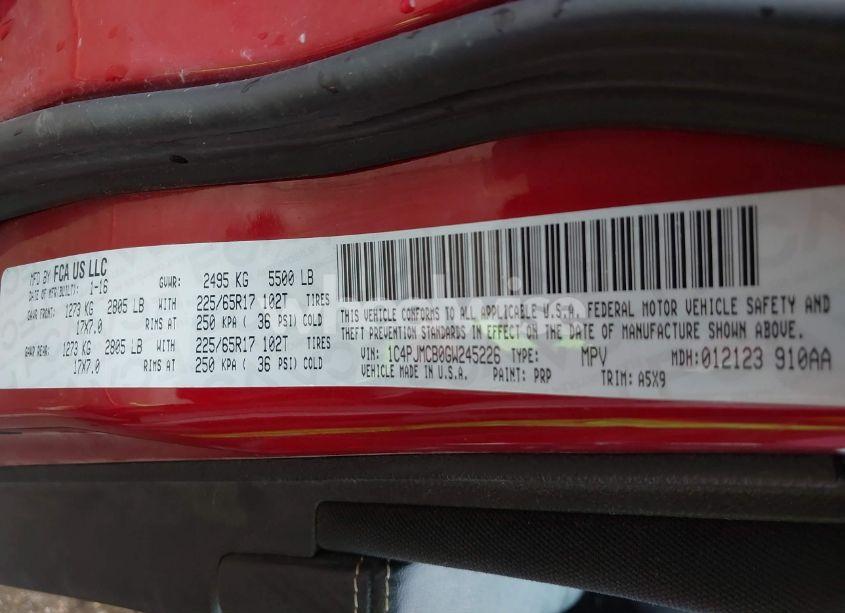 MFD BY FCA US LLC
DATE OF MFR(BUILT): 1-16 GVWR: 2495 KG 5500 LB
GAWR FRONT: 1273 KG 2805 LB WITH 225/65R17 102T TIRES
17X7.0 RIMS AT 250 KPA ( 36 PSI) COLD
GAWR REAR: 1273 KG 2805 LB WITH 225/65R17 102T TIRES
17X7.0 RIMS AT 250 KPA ( 36 PSI) COLD
THIS VEHICLE CONFORMS TO ALL APPLICABLE U.S.A. FEDERAL MOTOR VEHICLE SAFETY AND
THEFT PREVENTION STANDARDS IN EFFECT ON THE DATE OF MANUFACTURE SHOWN ABOVE.
VIN: 1C4PJMCB0GW245226 TYPE: MPV MDH: 012123 910AA
VEHICLE MADE IN U.S.A. PAINT: PRP TRIM: A5X9